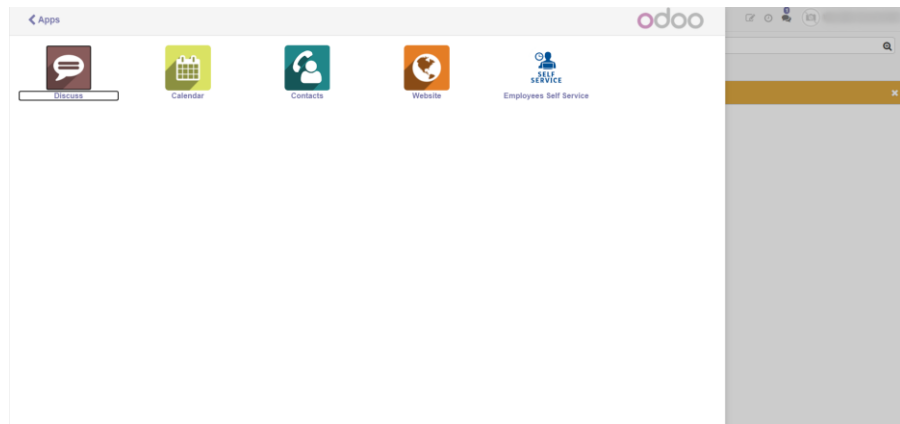 Apps
odoo
SELF
SERVICE
Discuss
Calendar
Contacts
Website
Employees Self Service